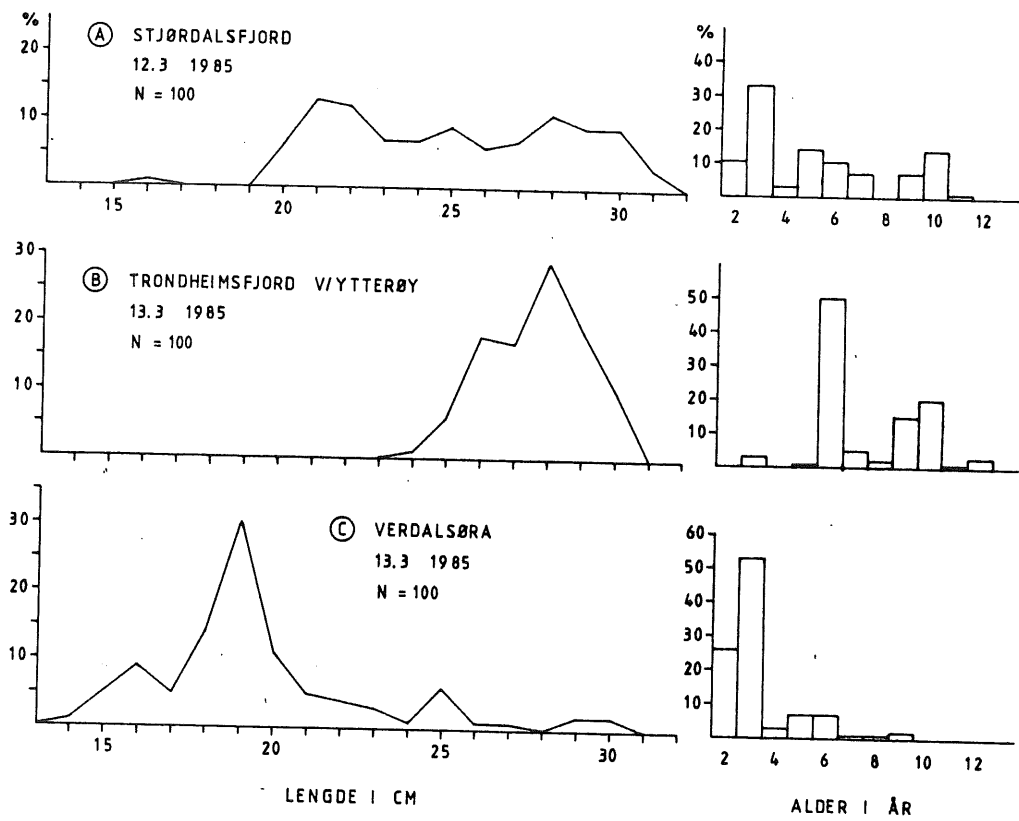 %
20
10
Ⓐ STJØRDALSFJORD
12.3 1985
N = 100
15 20 25 30
%
40
30
20
10
2 4 6 8 10 12
30
20
10
Ⓑ TRONDHEIMSFJORD V/YTTERØY
13.3 1985
N = 100
50
40
30
20
10
30
20
10
Ⓒ VERDALSØRA
13.3 1985
N = 100
15 20 25 30
LENGDE I CM
60
50
40
30
20
10
2 4 6 8 10 12
ALDER I ÅR